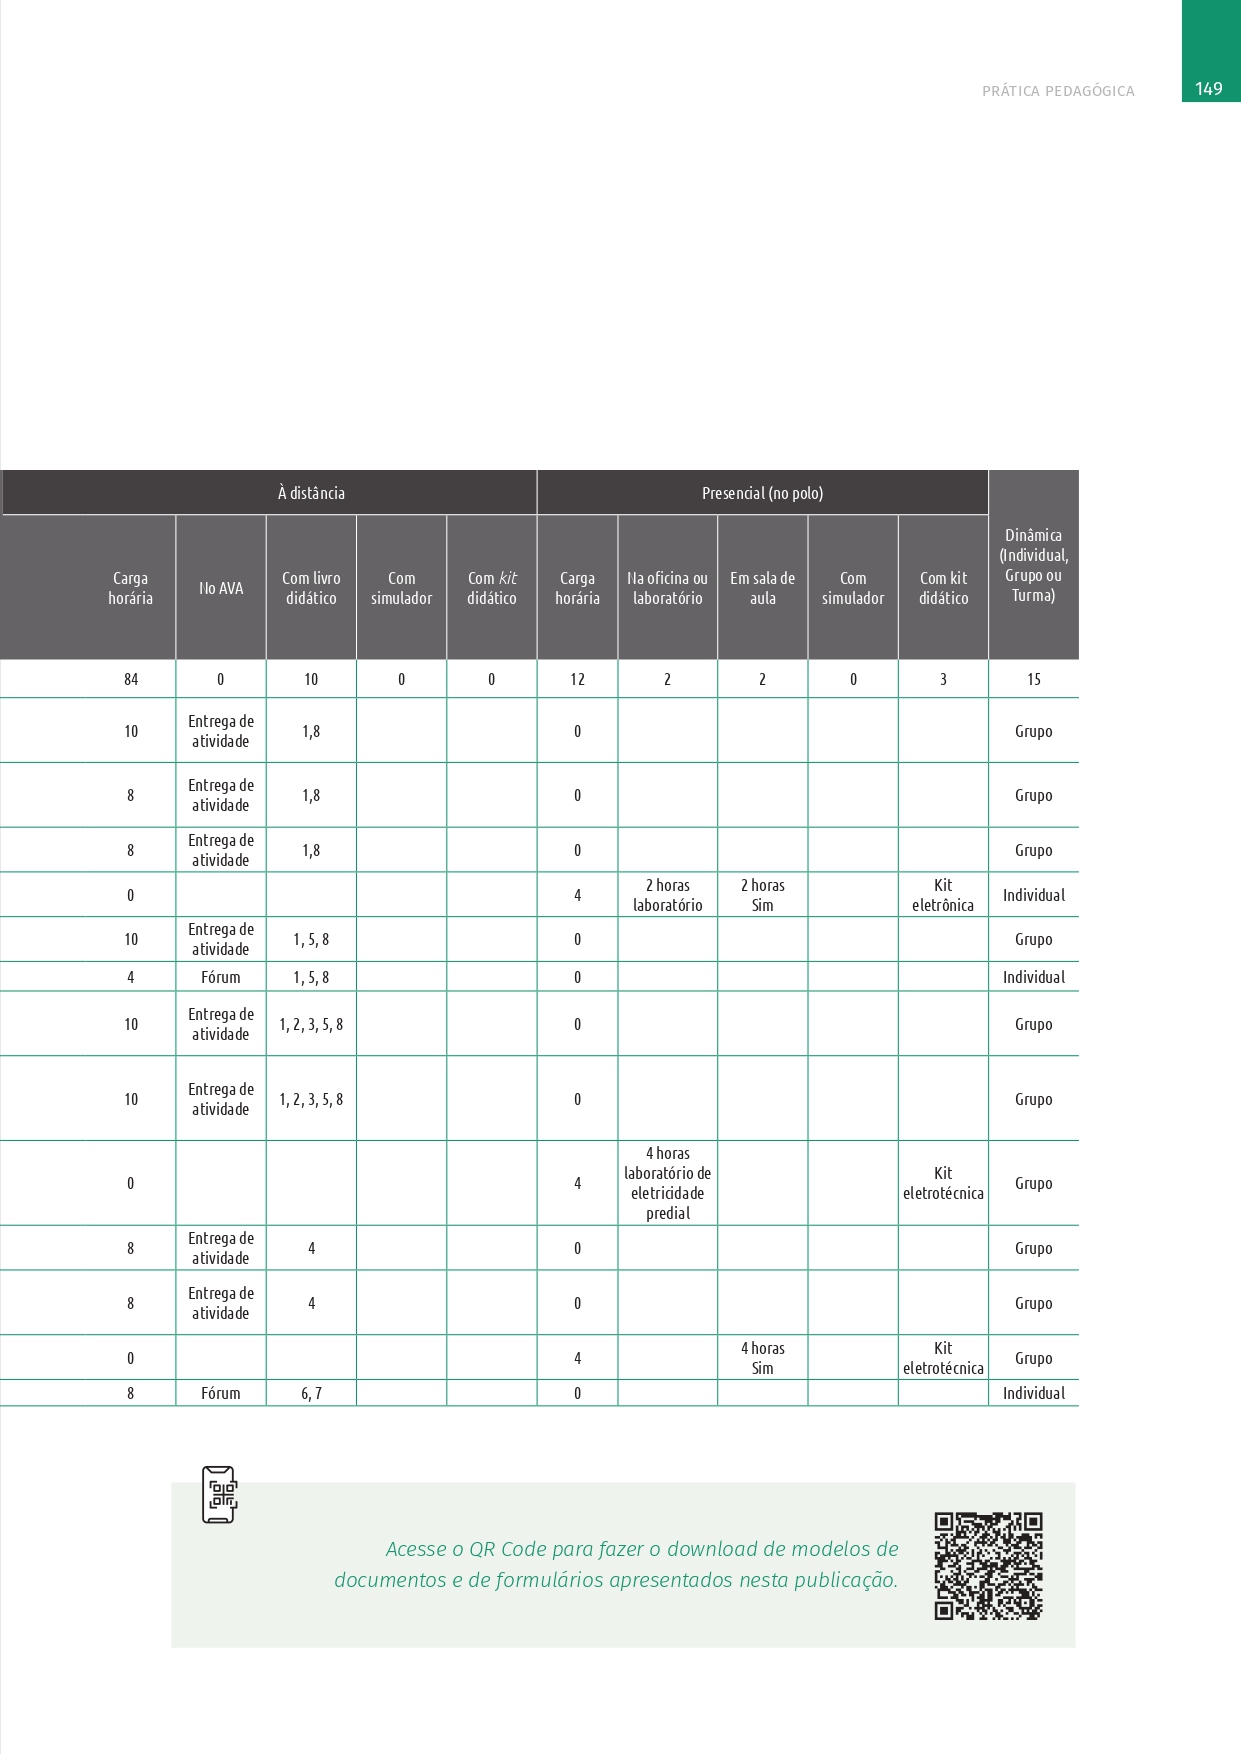 PRÁTICA PEDAGÓGICA
149
À distância
Presencial (no polo)
Dinâmica
(Individual,
Grupo ou
Turma)
Carga
horária
No AVA
Com livro
didático
Com
simulador
Com kit
didático
Carga
horária
Na oficina ou
laboratório
Em sala de
aula
Com
simulador
Com kit
didático
84 0 10 0 0 12 2 2 0 3 15
10 Entrega de
atividade 1,8 0 Grupo
8 Entrega de
atividade 1,8 0 Grupo
8 Entrega de
atividade 1,8 0 Grupo
0 4 2 horas
laboratório 2 horas
Sim Kit
eletrônica Individual
10 Entrega de
atividade 1, 5, 8 0 Grupo
4 Fórum 1, 5, 8 0 Individual
10 Entrega de
atividade 1, 2, 3, 5, 8 0 Grupo
10 Entrega de
atividade 1, 2, 3, 5, 8 0 Grupo
0 4 4 horas
laboratório de
eletricidade
predial Kit
eletrotécnica Grupo
8 Entrega de
atividade 4 0 Grupo
8 Entrega de
atividade 4 0 Grupo
0 4 4 horas
Sim Kit
eletrotécnica Grupo
8 Fórum 6, 7 0 Individual
Acesse o QR Code para fazer o download de modelos de
documentos e de formulários apresentados nesta publicação.